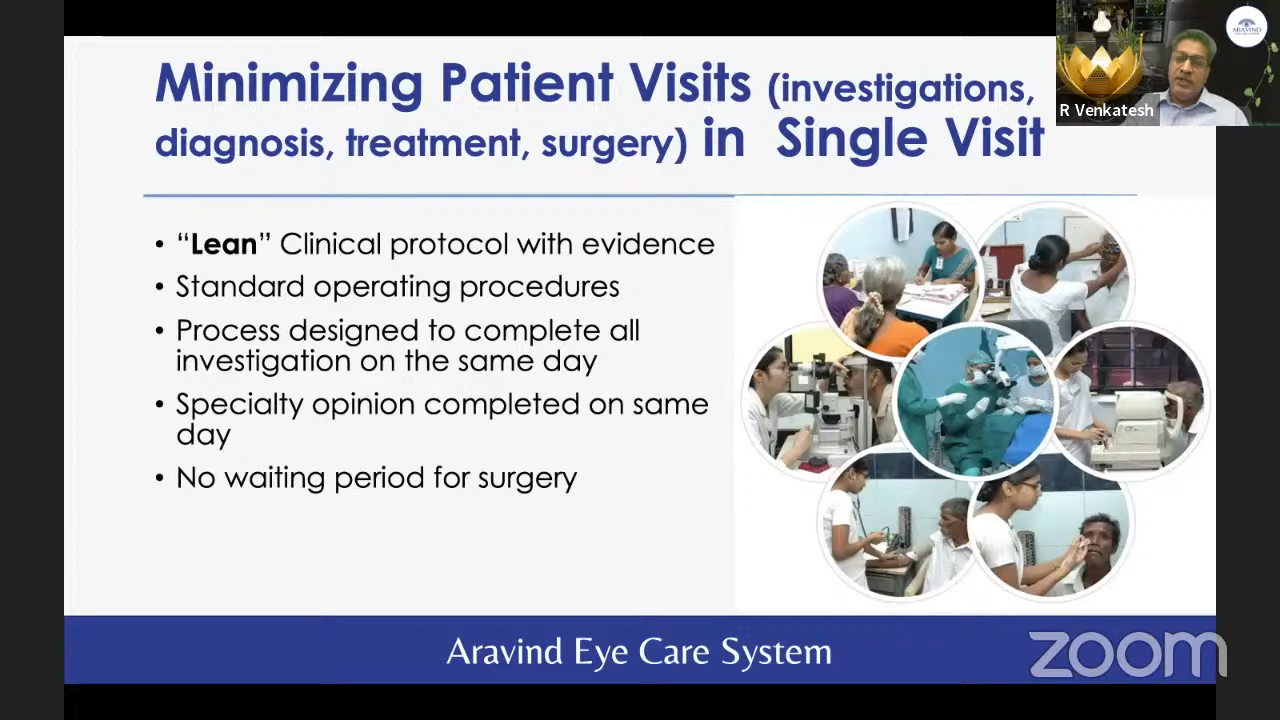 Minimizing Patient Visits (investigations,
diagnosis, treatment, surgery) in Single Visit
• “Lean” Clinical protocol with evidence
• Standard operating procedures
• Process designed to complete all
investigation on the same day
• Specialty opinion completed on same
day
• No waiting period for surgery
Aravind Eye Care System
zoom
R Venkatesh
ARAVIND